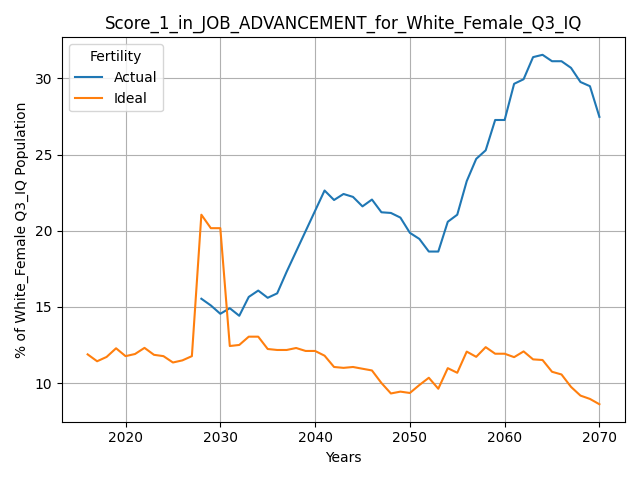 Score_1_in_JOB_ADVANCEMENT_for_White_Female_Q3_IQ
Fertility
Actual
Ideal
% of White_Female Q3_IQ Population
30
25
20
15
10
2020 2030 2040 2050 2060 2070
Years